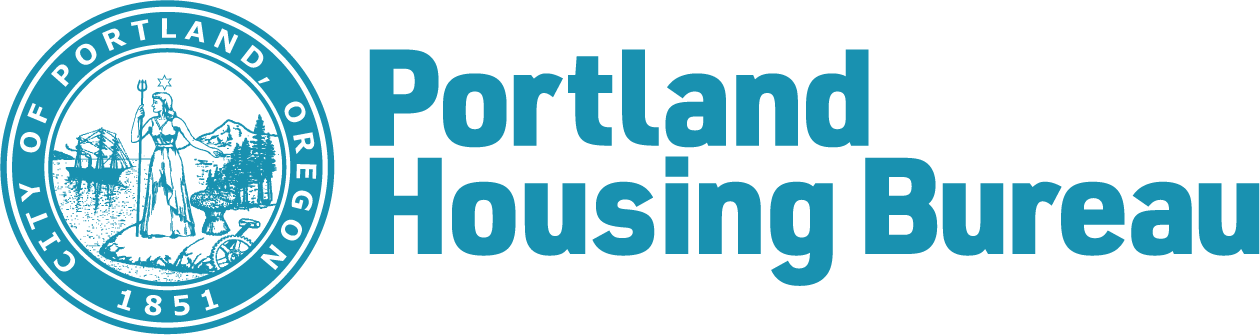 CITY OF PORTLAND, OREGON
1851
Portland
Housing Bureau